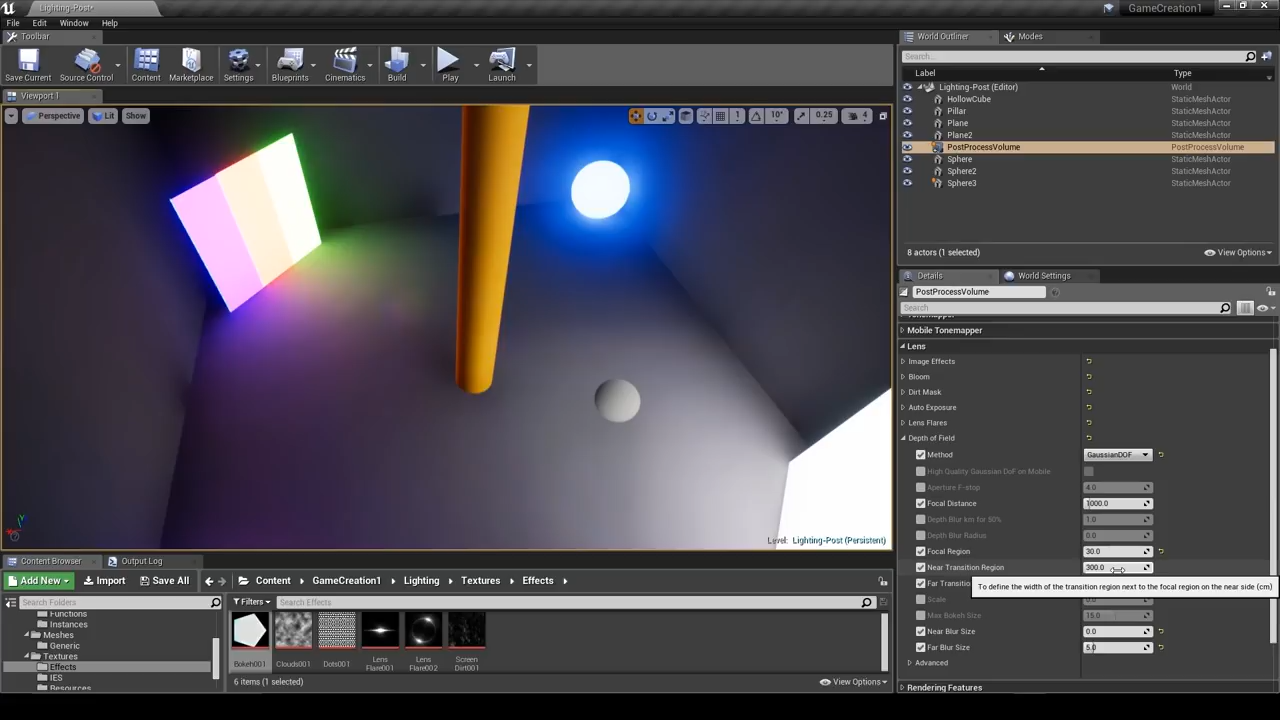 Lighting-Post*
GameCreation1
File Edit Window Help
Toolbar
Save Current Source Control Content Marketplace Settings Blueprints Cinematics Build Play Launch
Viewport 1
Perspective Lit Show 1 10° 0.25 4
Level: Lighting-Post (Persistent)
Content Browser Output Log
Add New Import Save All Content GameCreation1 Lighting Textures Effects
Search Folders
Filters Search Effects
Functions
Instances
Meshes
Generic
Textures
Effects
IES
Resources
Bokeh001 Clouds001 Dots001 Lens Flare001 Lens Flare002 Screen Dirt001
6 items (1 selected) View Options
World Outliner Modes
Search...
Label Type
Lighting-Post (Editor) World
HollowCube StaticMeshActor
Pillar StaticMeshActor
Plane StaticMeshActor
Plane2 StaticMeshActor
PostProcessVolume PostProcessVolume
Sphere StaticMeshActor
Sphere2 StaticMeshActor
Sphere3 StaticMeshActor
8 actors (1 selected) View Options
Details World Settings
PostProcessVolume
Search
Mobile Tonemapper
Lens
Image Effects
Bloom
Dirt Mask
Auto Exposure
Lens Flares
Depth of Field
Method GaussianDOF
High Quality Gaussian DoF on Mobile
Aperture F-stop 4.0
Focal Distance 1000.0
Depth Blur km for 50% 1.0
Depth Blur Radius 0.0
Focal Region 30.0
Near Transition Region 300.0
Far Transitio
To define the width of the transition region next to the focal region on the near side (cm)
Scale
Max Bokeh Size 15.0
Near Blur Size 0.0
Far Blur Size 5.0
Advanced
Rendering Features